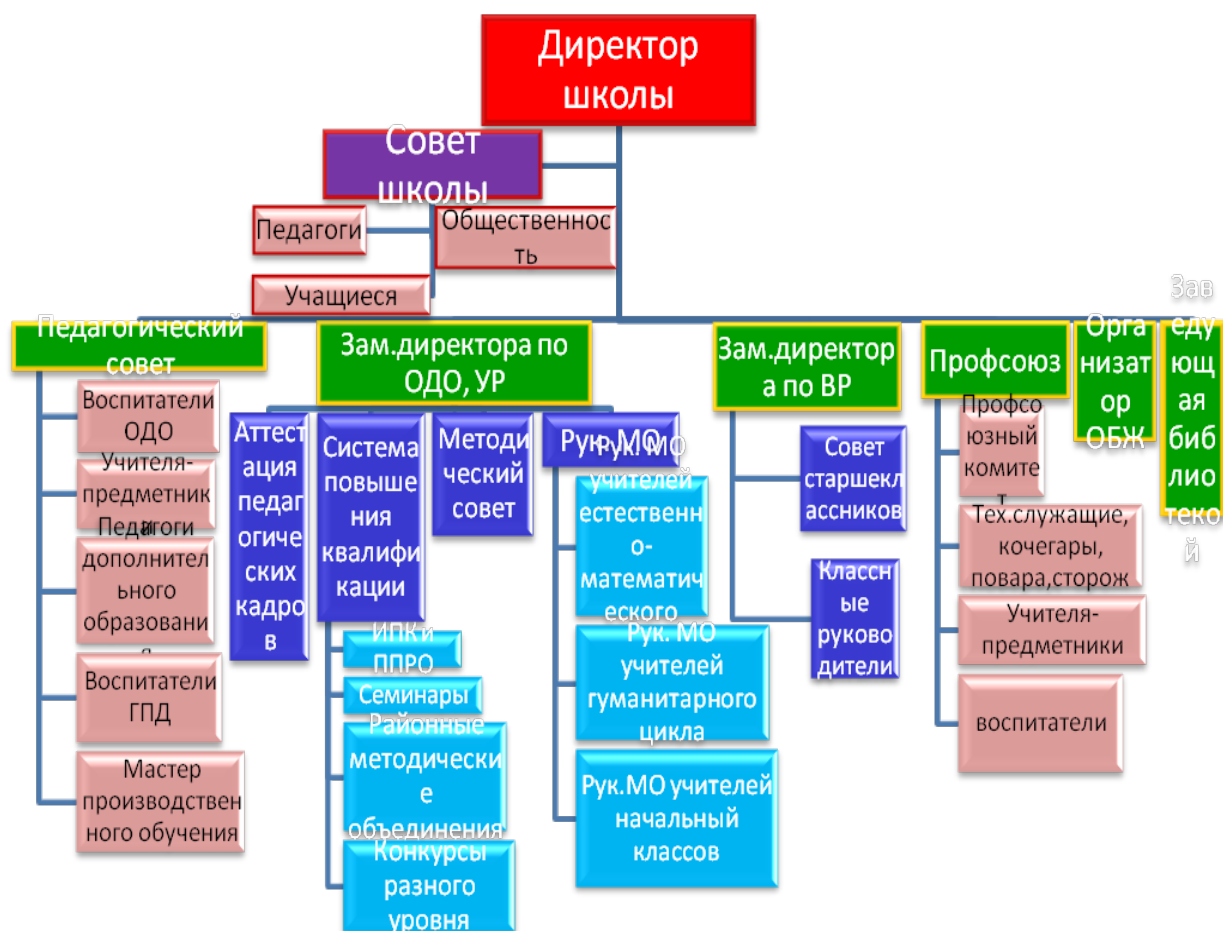 Директор
школы
Совет
школы
Педагоги
Общественнос
ть
Учащиеся
Педагогический
совет
Воспитатели
ОДО
Учителя-
предметник
и
Педагоги
дополнител
ьного
образовани
я
Воспитатели
ГПД
Мастер
производствен
ного обучения
Зам.директора по
ОДО, УР
Аттест
ация
педаг
огиче
ских
кадро
в
Система
повыше
ния
квалифи
кации
ИПК и
ППРО
Семинары
Районные
методически
е
объединения
Конкурсы
разного
уровня
Методи
ческий
совет
Рук. МО
Рук. МО
учителей
естественн
о-
математич
еского
Рук. МО
учителей
гуманитарного
цикла
Рук.МО учителей
начальный
классов
Зам.директор
а по ВР
Совет
старшекл
ассников
Классн
ые
руково
дители
Профсоюз
Профсо
юзный
комите
т
Тех.служащие,
кочегары,
повара,сторож
Учителя-
предметники
воспитатели
Орга
низат
ор
ОБЖ
Зав
еду
ющ
ая
биб
лио
теко
й